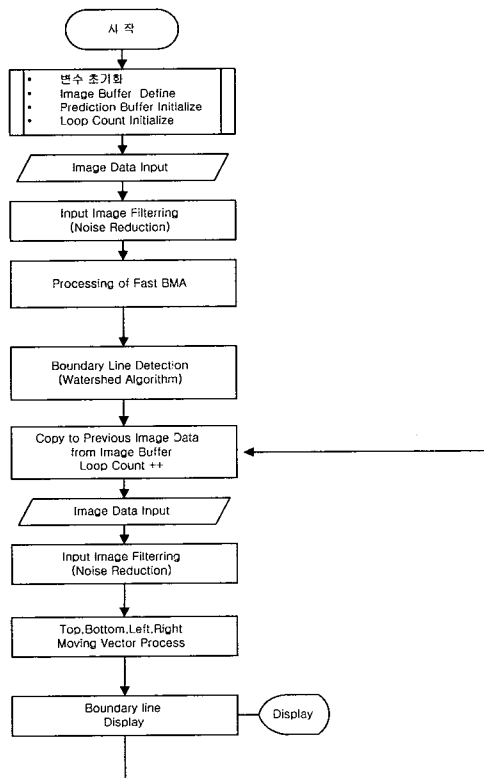 시 작
• 변수 초기화
• Image Buffer Define
• Prediction Buffer Initialize
• Loop Count Initialize
Image Data Input
Input Image Filterring
(Noise Reduction)
Processing of Fast BMA
Boundary Line Detection
(Watershed Algorithm)
Copy to Previous Image Data
from Image Buffer
Loop Count ++
Image Data Input
Input Image Filterring
(Noise Reduction)
Top,Bottom,Left,Right
Moving Vector Process
Boundary line
Display
Display